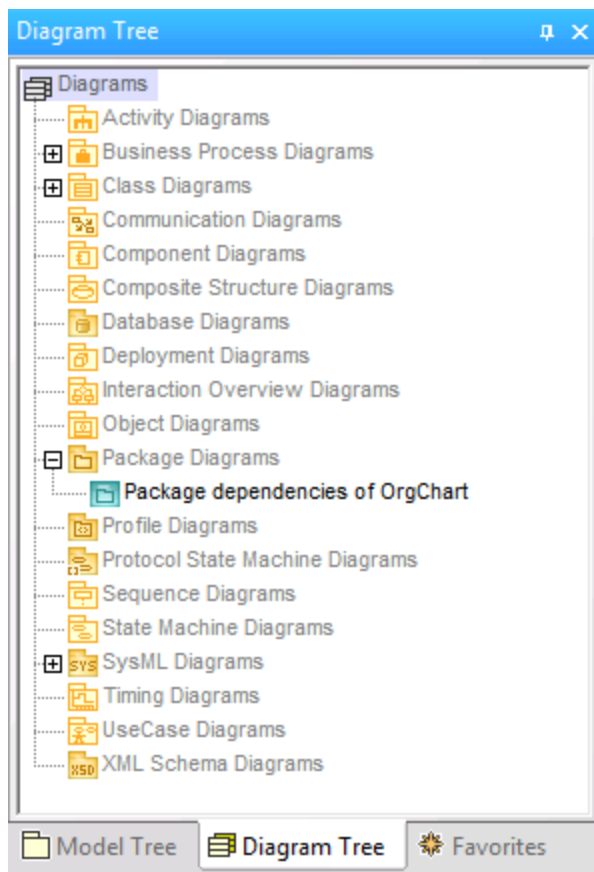 Diagram Tree
Diagrams
Activity Diagrams
Business Process Diagrams
Class Diagrams
Communication Diagrams
Component Diagrams
Composite Structure Diagrams
Database Diagrams
Deployment Diagrams
Interaction Overview Diagrams
Object Diagrams
Package Diagrams
Package dependencies of OrgChart
Profile Diagrams
Protocol State Machine Diagrams
Sequence Diagrams
State Machine Diagrams
SYS SysML Diagrams
Timing Diagrams
UseCase Diagrams
XSD XML Schema Diagrams
Model Tree Diagram Tree Favorites